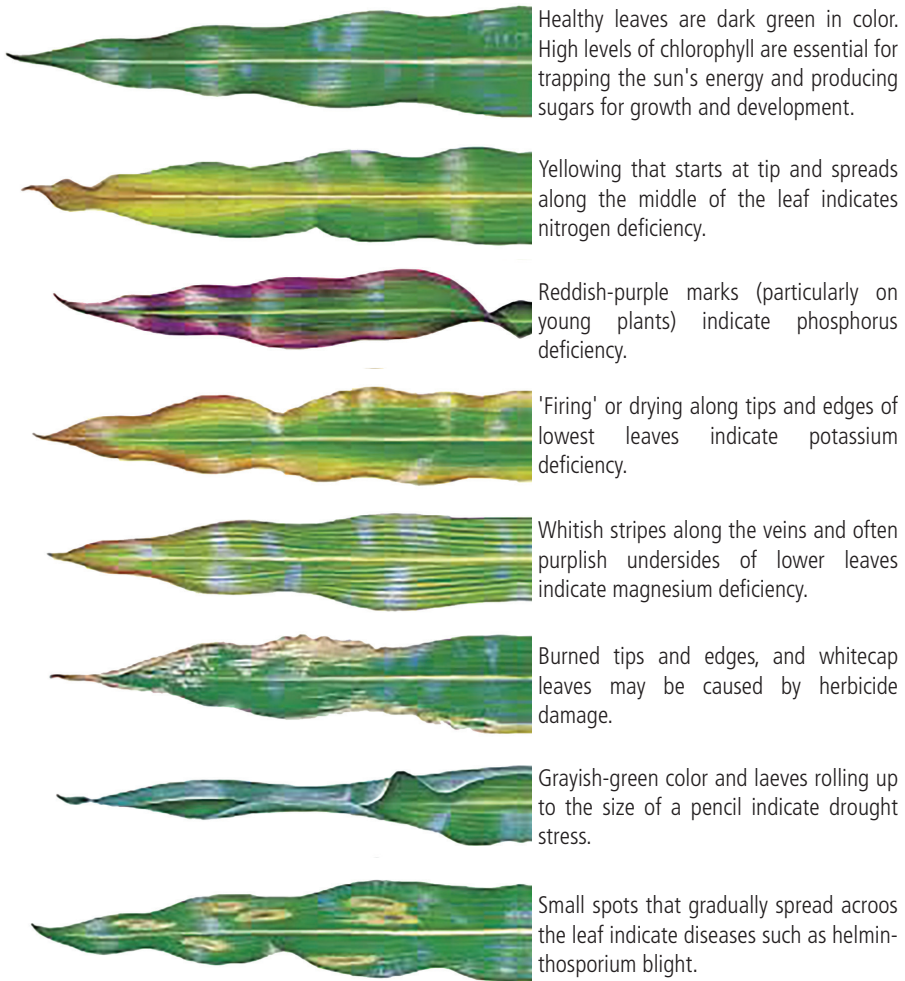 Healthy leaves are dark green in color.
High levels of chlorophyll are essential for
trapping the sun's energy and producing
sugars for growth and development.
Yellowing that starts at tip and spreads
along the middle of the leaf indicates
nitrogen deficiency.
Reddish-purple marks (particularly on
young plants) indicate phosphorus
deficiency.
'Firing' or drying along tips and edges of
lowest leaves indicate potassium
deficiency.
Whitish stripes along the veins and often
purplish undersides of lower leaves
indicate magnesium deficiency.
Burned tips and edges, and whitecap
leaves may be caused by herbicide
damage.
Grayish-green color and laeves rolling up
to the size of a pencil indicate drought
stress.
Small spots that gradually spread acroos
the leaf indicate diseases such as helmin-
thosporium blight.